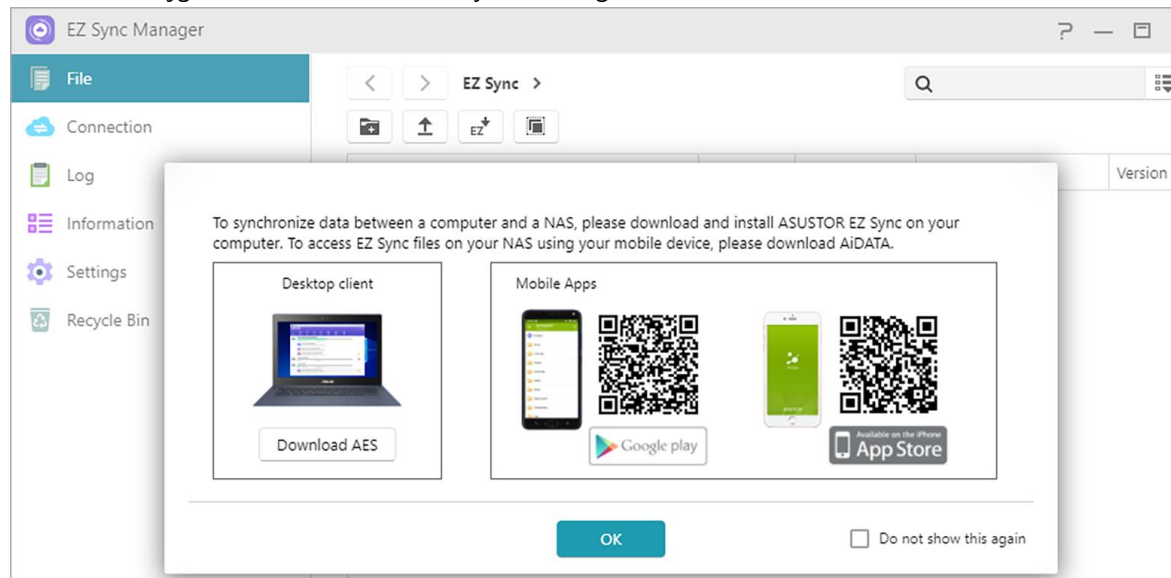 EZ Sync Manager
File
EZ Sync >
Connection
EZ
Log
Version
Information
To synchronize data between a computer and a NAS, please download and install ASUSTOR EZ Sync on your
computer. To access EZ Sync files on your NAS using your mobile device, please download AiDATA.
Settings
Desktop client
Mobile Apps
Recycle Bin
Download AES
Google play
Available on the iPhone
App Store
OK
Do not show this again